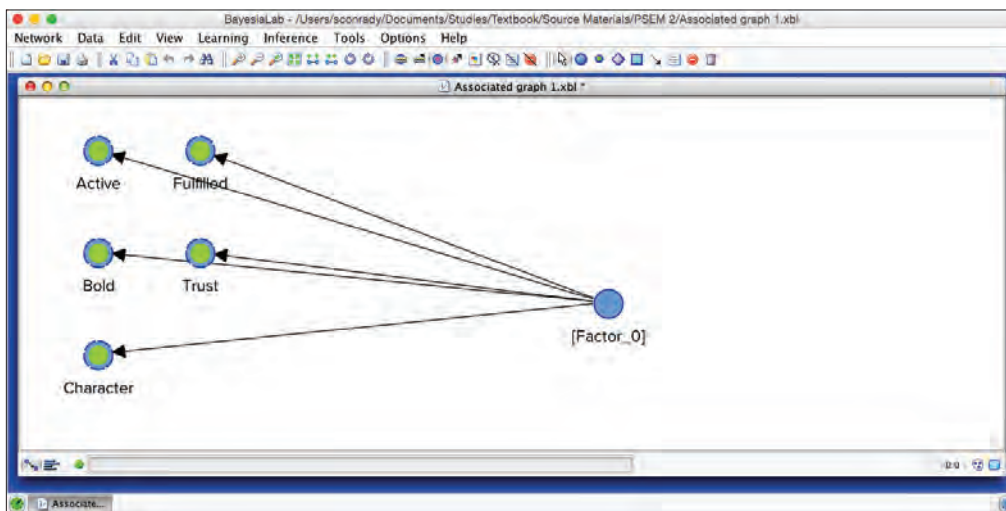 BayesiaLab - /Users/sconrady/Documents/Studies/Textbook/Source Materials/PSEM 2/Associated graph 1.xbl
Network Data Edit View Learning Inference Tools Options Help
Associated graph 1.xbl *
Active Fulfilled
Bold Trust
[Factor_0]
Character
Associate...